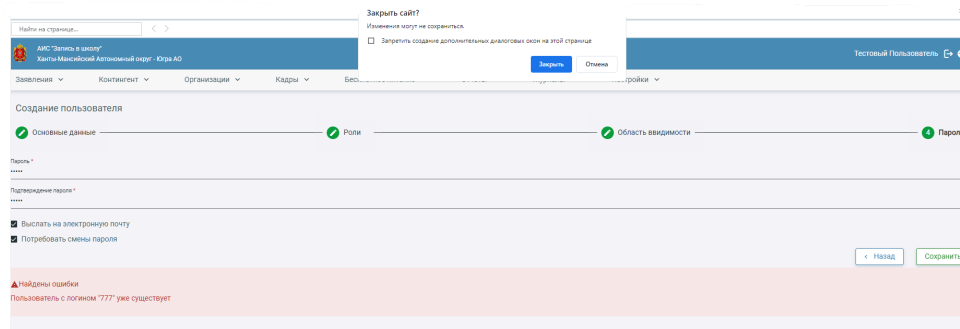 Закрыть сайт?
Изменения могут не сохраниться.
Запретить создание дополнительных диалоговых окон на этой странице
Закрыть
Отмена
Найти на странице...
АИС "Запись в школу"
Ханты-Мансийский Автономный округ - Югра АО
Тестовый Пользователь
Заявления
Контингент
Организации
Кадры
Создание пользователя
Основные данные
Роли
Область ввидимости
4 Парол
Пароль *
•••••
Подтверждение пароля *
•••••
Выслать на электронную почту
Потребовать смены пароля
Назад
Сохранить
Найдены ошибки
Пользователь с логином "777" уже существует